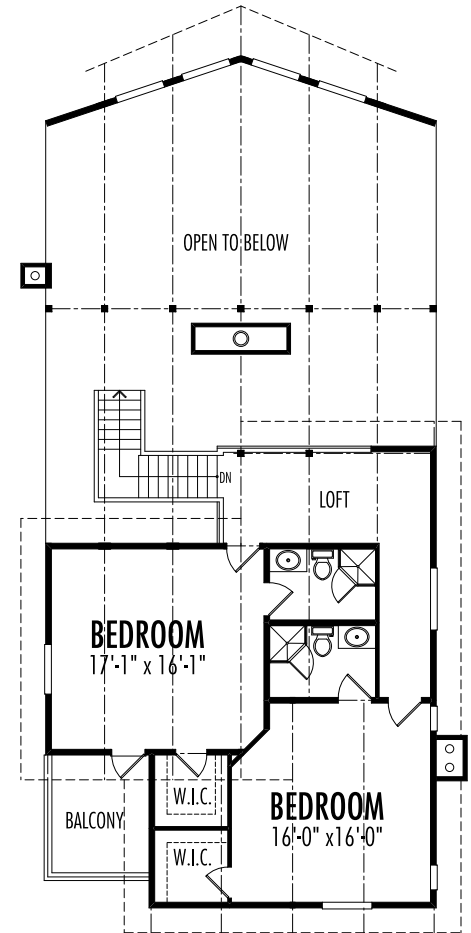 OPEN TO BELOW
DN
LOFT
BEDROOM
17'-1" x 16'-1"
W.I.C.
BALCONY
BEDROOM
16'-0" x16'-0"
W.I.C.